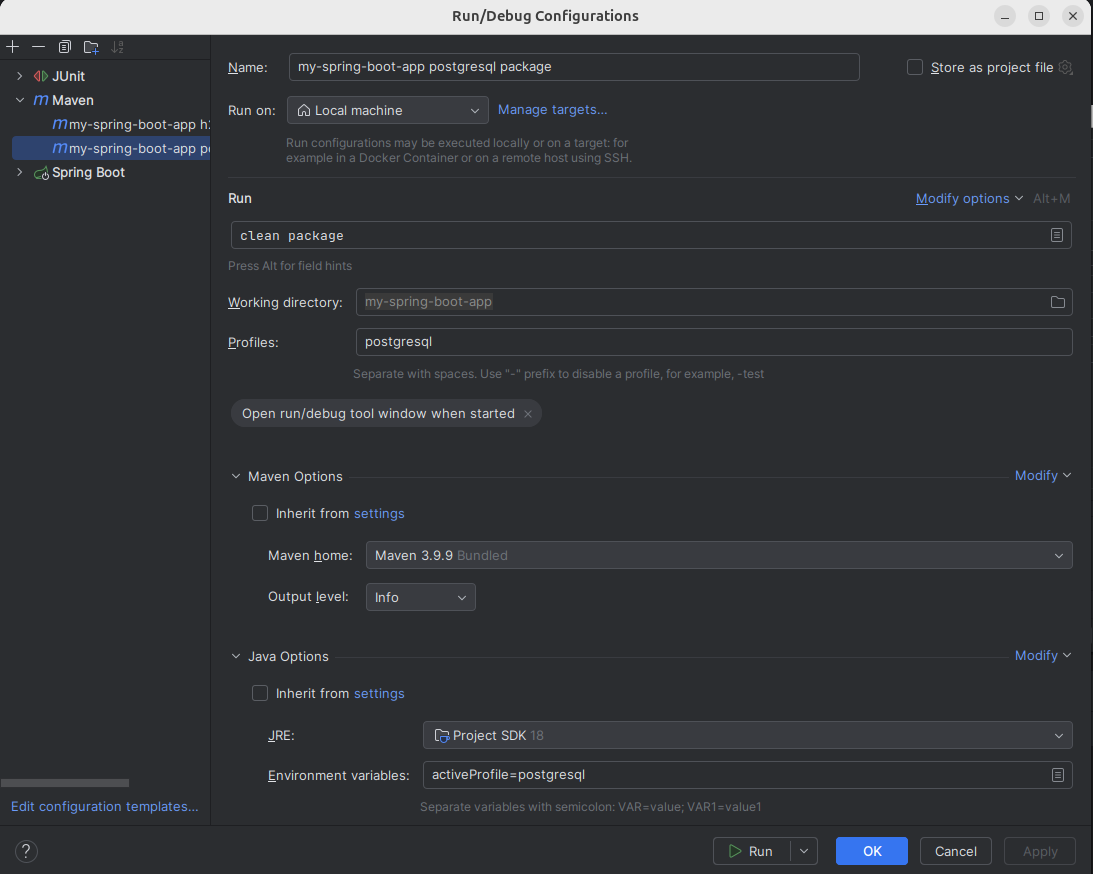 Run/Debug Configurations
JUnit
Maven
my-spring-boot-app h2
my-spring-boot-app po
Spring Boot
Edit configuration templates...
Name: my-spring-boot-app postgresql package Store as project file
Run on: Local machine Manage targets...
Run configurations may be executed locally or on a target: for
example in a Docker Container or on a remote host using SSH.
Run Modify options Alt+M
clean package
Press Alt for field hints
Working directory: my-spring-boot-app
Profiles: postgresql
Separate with spaces. Use "-" prefix to disable a profile, for example, -test
Open run/debug tool window when started ×
Maven Options Modify
Inherit from settings
Maven home: Maven 3.9.9 Bundled
Output level: Info
Java Options Modify
Inherit from settings
JRE: Project SDK 18
Environment variables: activeProfile=postgresql
Separate variables with semicolon: VAR=value; VAR1=value1
? Run OK Cancel Apply